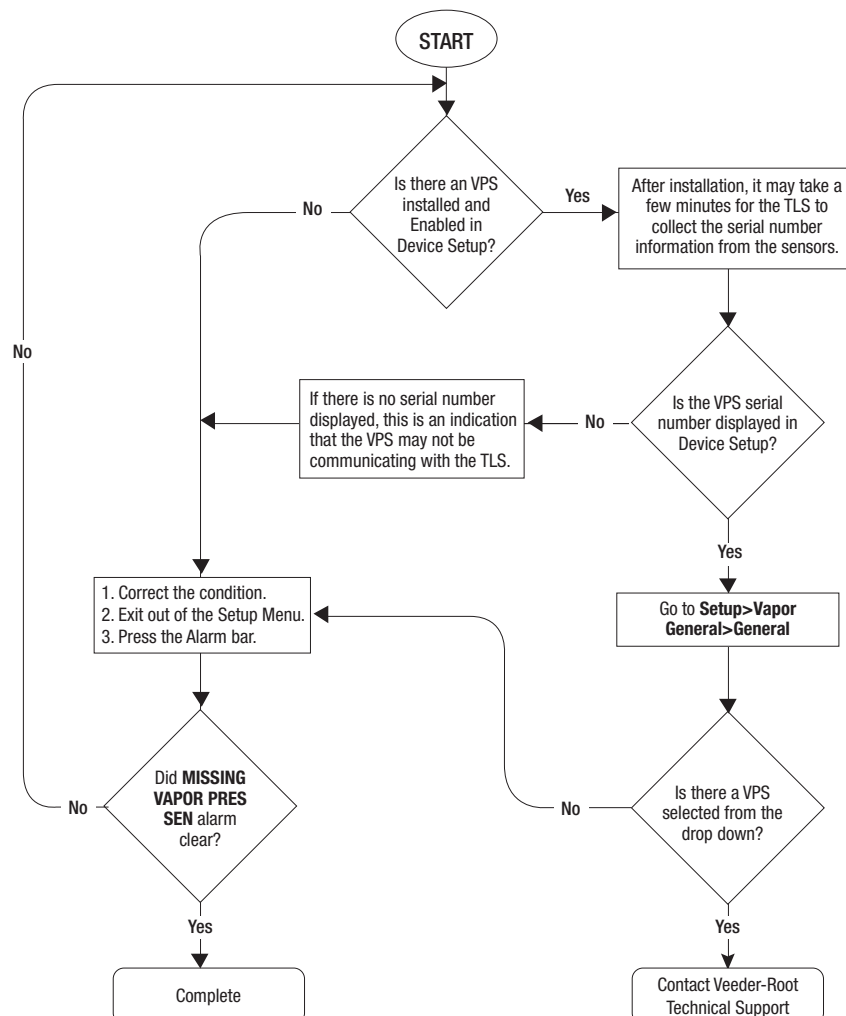 START
Is there an VPS
installed and
Enabled in
Device Setup?
No
Yes
After installation, it may take a
few minutes for the TLS to
collect the serial number
information from the sensors.
No
If there is no serial number
displayed, this is an indication
that the VPS may not be
communicating with the TLS.
No
Is the VPS serial
number displayed in
Device Setup?
Yes
1. Correct the condition.
2. Exit out of the Setup Menu.
3. Press the Alarm bar.
Go to Setup>Vapor
General>General
Did MISSING
VAPOR PRES
SEN alarm
clear?
No
Is there a VPS
selected from the
drop down?
No
Yes
Yes
Complete
Contact Veeder-Root
Technical Support